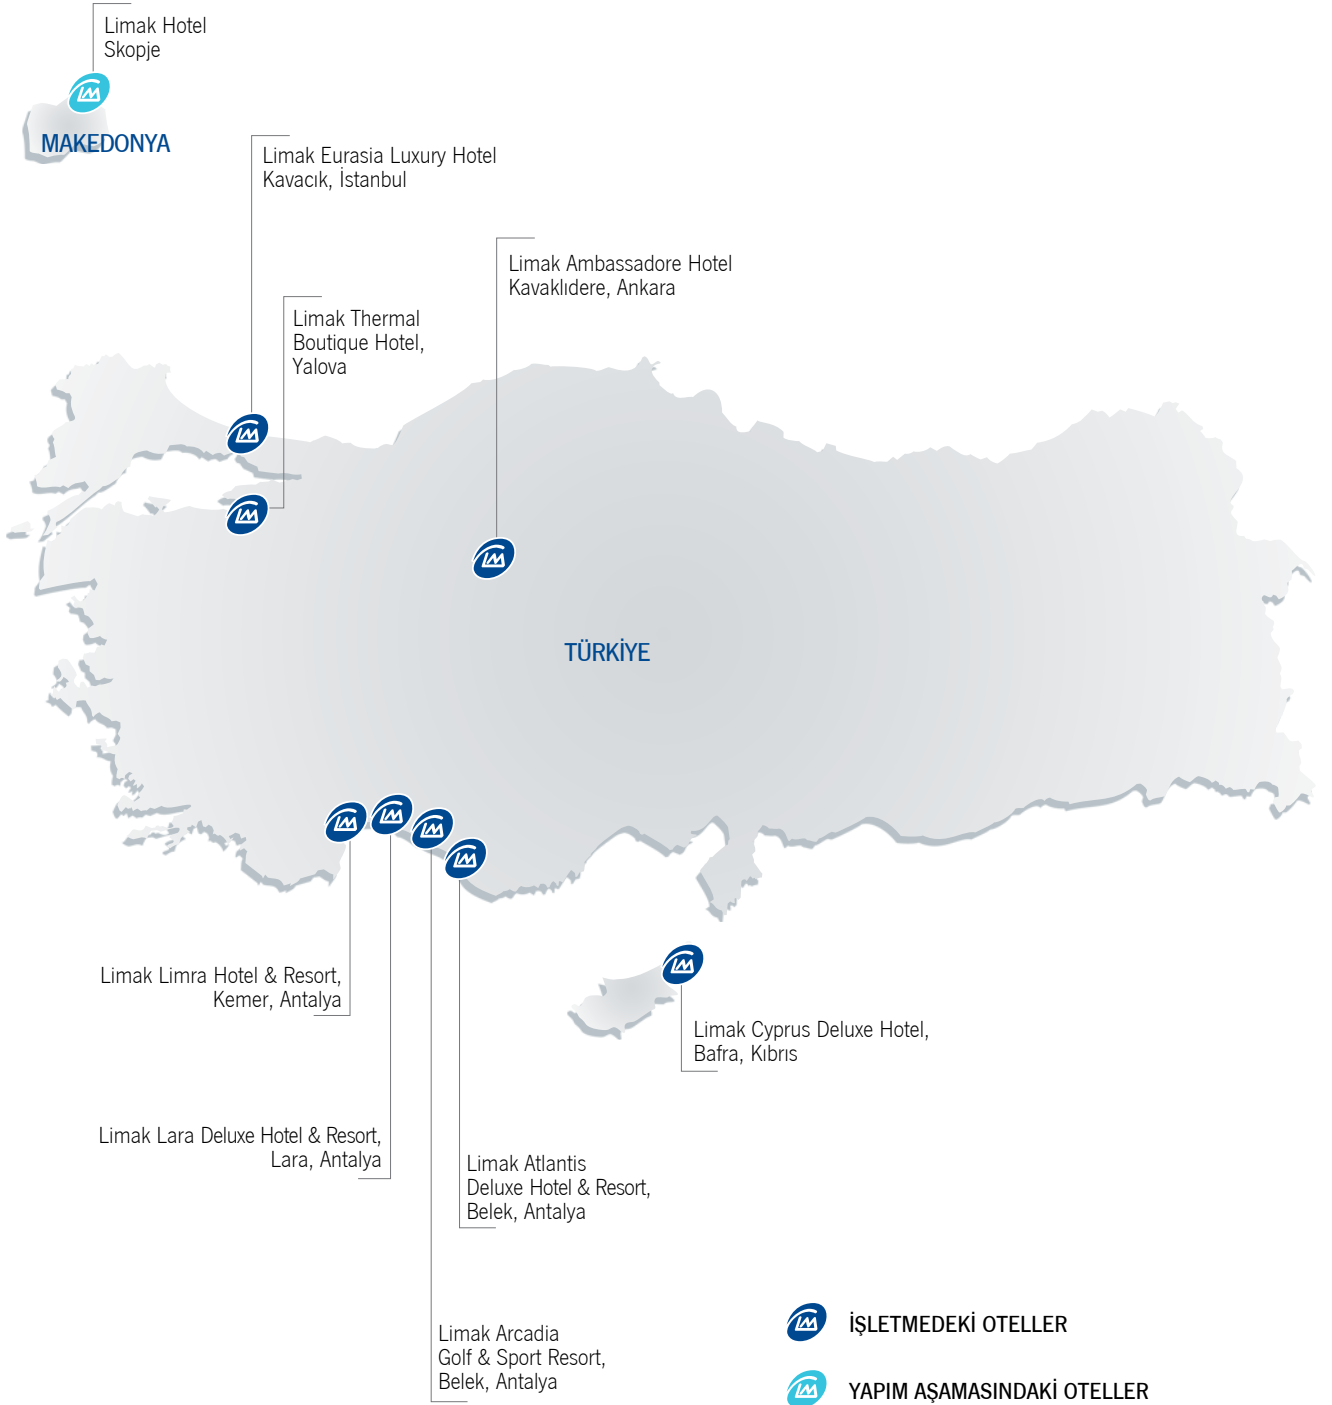 Limak Hotel
Skopje
MAKEDONYA
Limak Eurasia Luxury Hotel
Kavacık, İstanbul
Limak Ambassadore Hotel
Kavaklıdere, Ankara
Limak Thermal
Boutique Hotel,
Yalova
TÜRKİYE
Limak Limra Hotel & Resort,
Kemer, Antalya
Limak Cyprus Deluxe Hotel,
Bafra, Kıbrıs
Limak Lara Deluxe Hotel & Resort,
Lara, Antalya
Limak Atlantis
Deluxe Hotel & Resort,
Belek, Antalya
Limak Arcadia
Golf & Sport Resort,
Belek, Antalya
İŞLETMEDEKİ OTELLER
YAPIM AŞAMASINDAKİ OTELLER